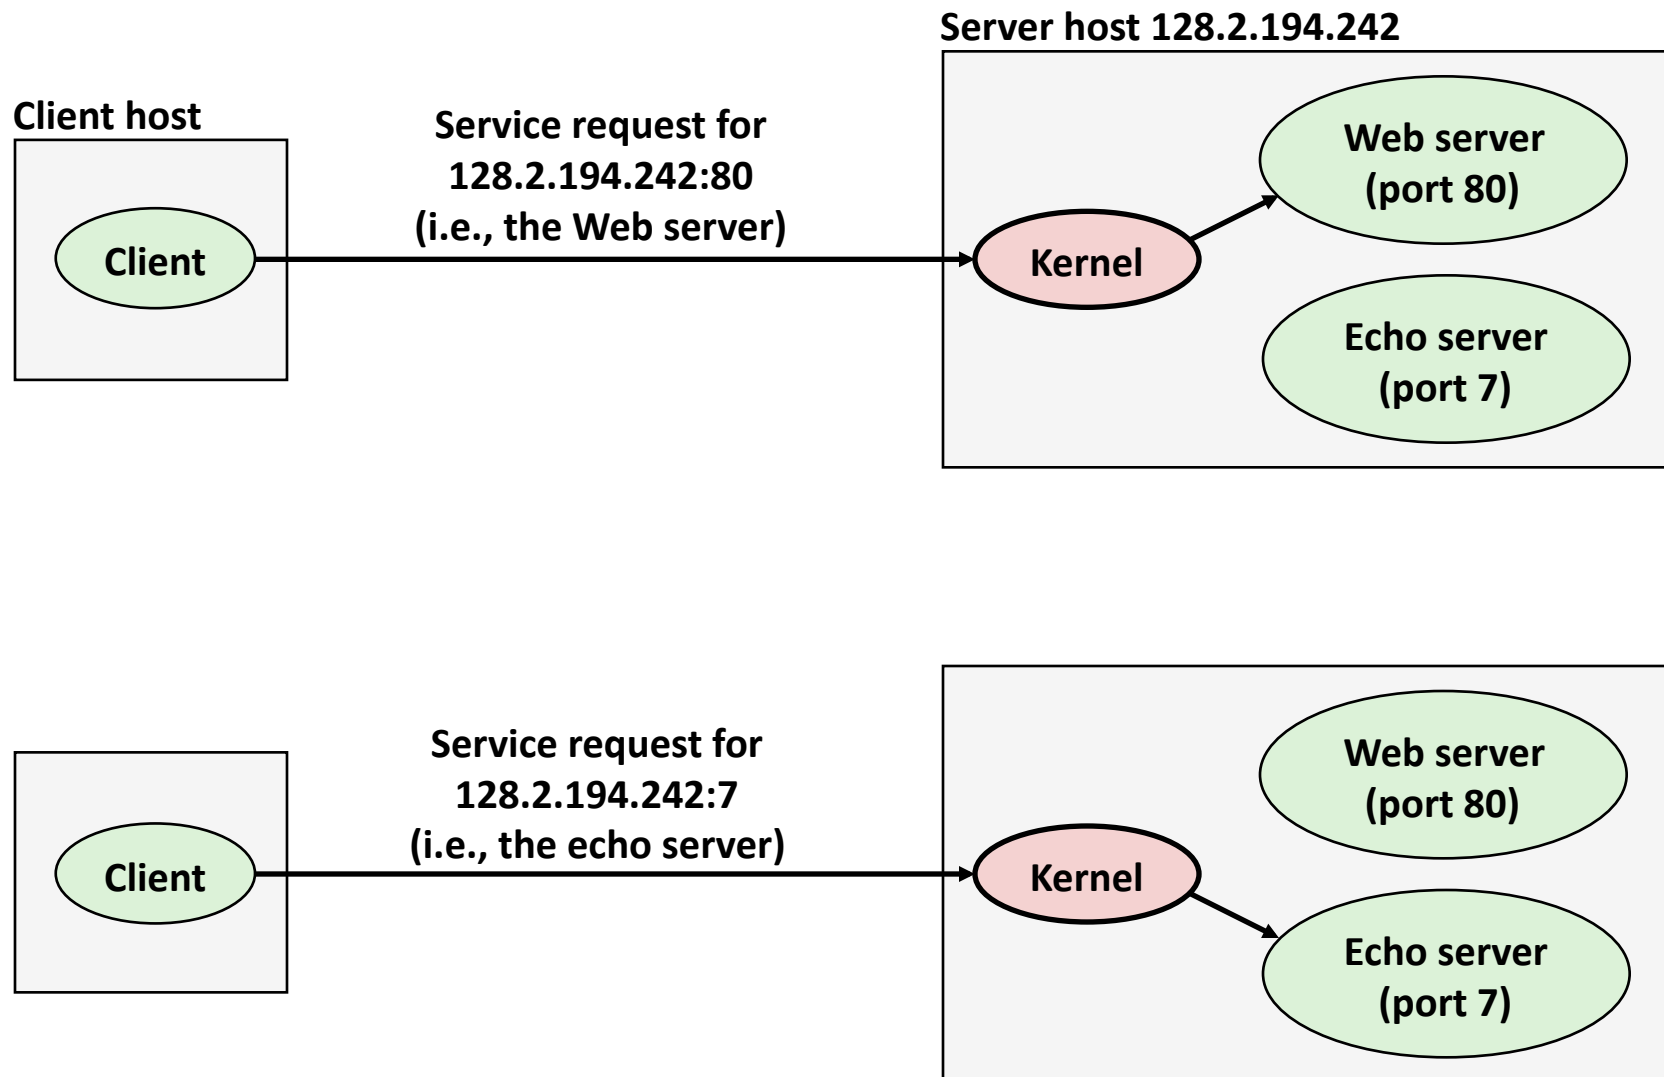 Server host 128.2.194.242
Client host
Service request for
128.2.194.242:80
(i.e., the Web server)
Client
Kernel
Web server
(port 80)
Echo server
(port 7)
Service request for
128.2.194.242:7
(i.e., the echo server)
Client
Kernel
Web server
(port 80)
Echo server
(port 7)